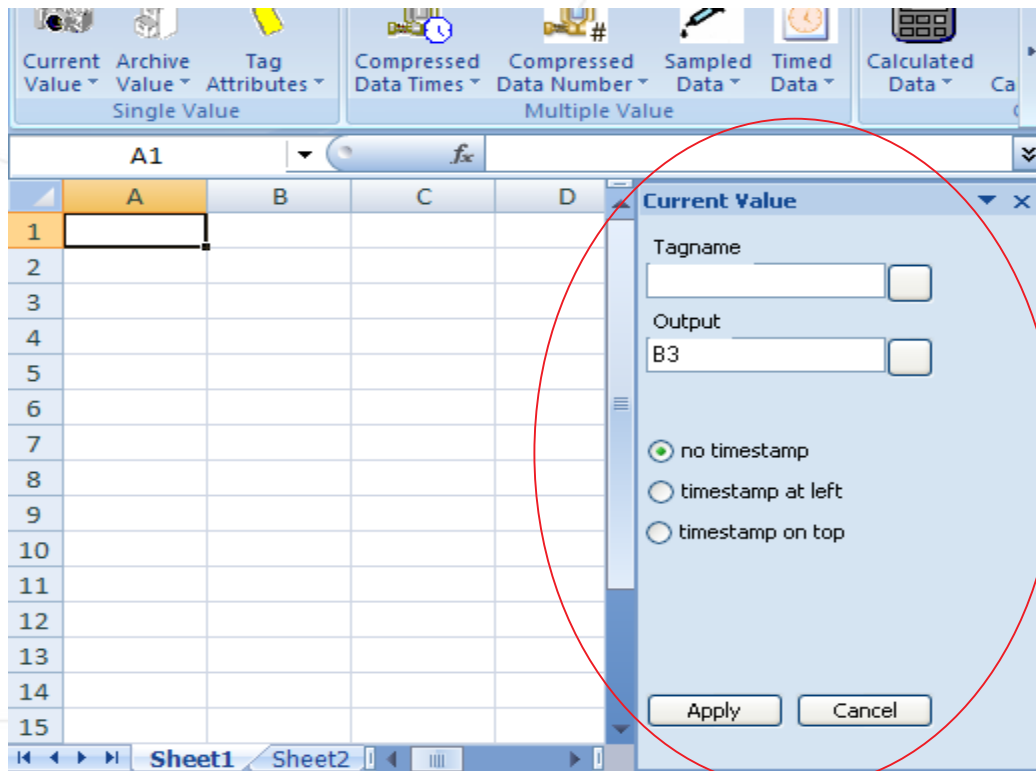 Current Archive Tag Compressed Compressed Sampled Timed Calculated
Value Value Attributes Data Times Data Number Data Data Data Ca
Single Value Multiple Value
A1 fx
A B C D Current Value
1
Tagname
2
3
Output
4
B3
5
6
7
no timestamp
8
timestamp at left
9
timestamp on top
10
11
12
13
14
Apply Cancel
15
Sheet1 Sheet2